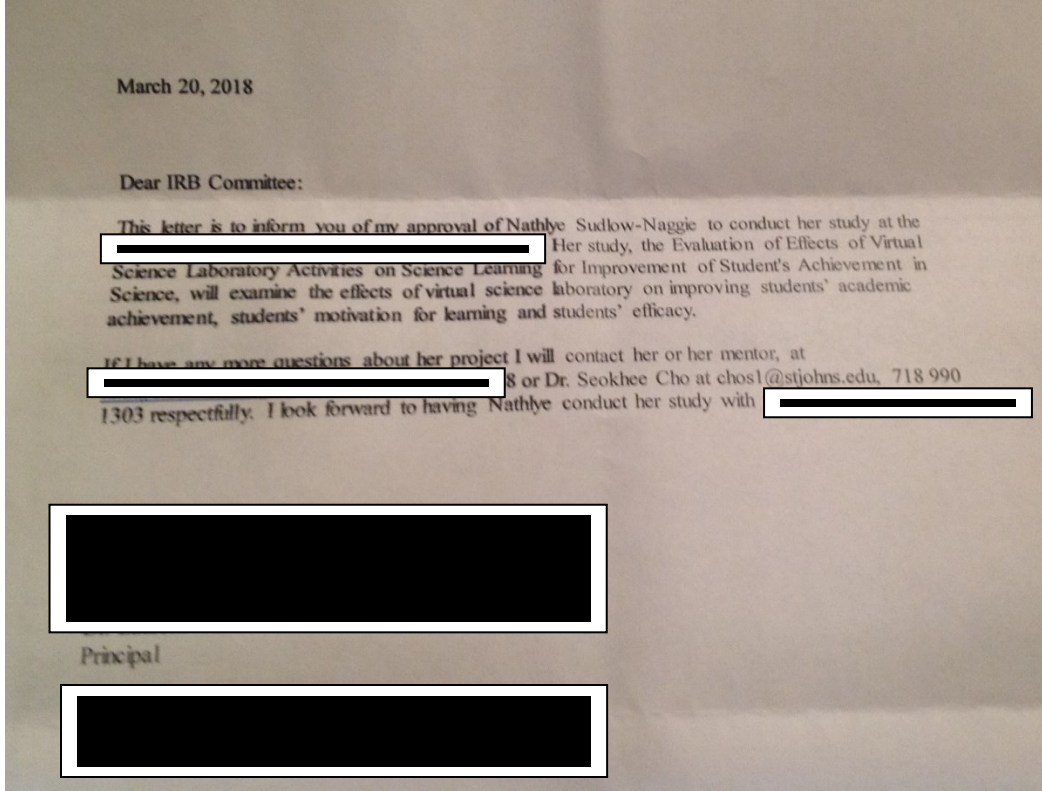 March 20, 2018
Dear IRB Committee:
This letter is to inform you of my approval of Nathlye Sudlow-Naggie to conduct her study at the
Her study, the Evaluation of Effects of Virtual
Science Laboratory Activities on Science Learning for Improvement of Student's Achievement in
Science, will examine the effects of virtual science laboratory on improving students' academic
achievement, students' motivation for learning and students' efficacy.
If I have any more questions about her project I will contact her or her mentor, at
8 or Dr. Seokhee Cho at chos1@stjohns.edu, 718 990
1303 respectfully. I look forward to having Nathlye conduct her study with
Principal